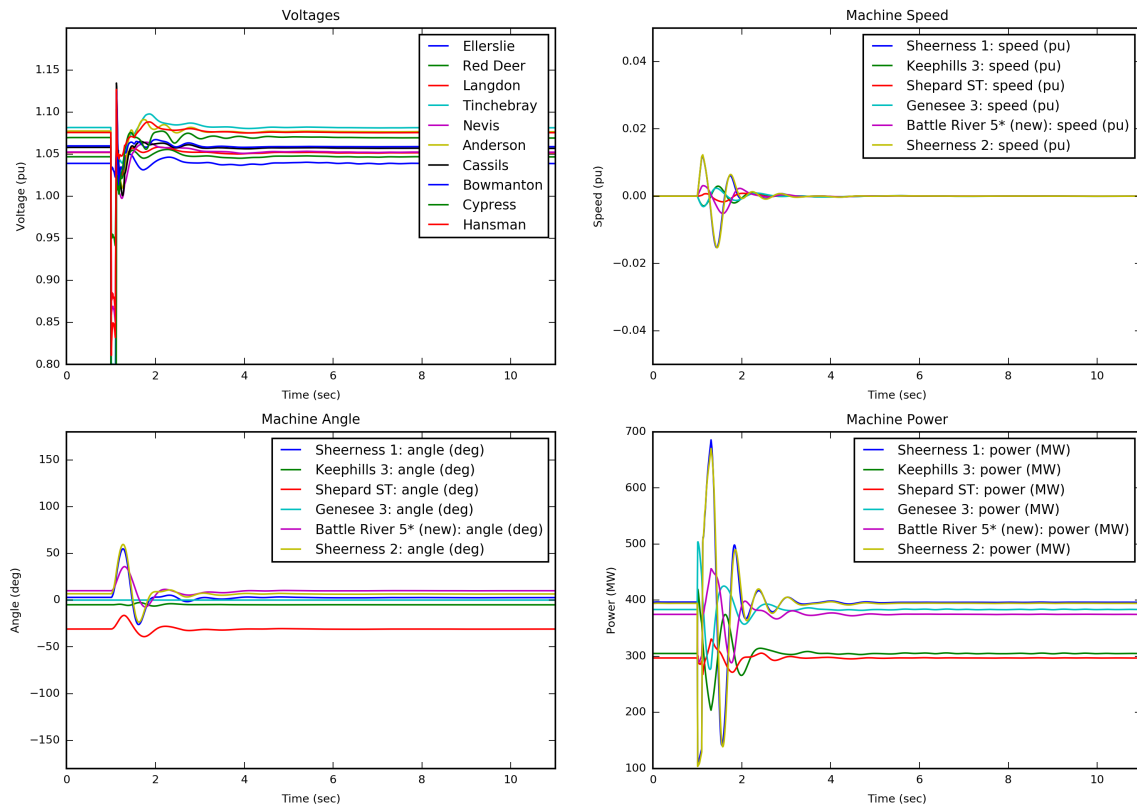 Voltages
1.15
1.10
1.05
1.00
0.95
0.90
0.85
0.80
Voltage (pu)
Ellerslie
Red Deer
Langdon
Tinchebray
Nevis
Anderson
Cassils
Bowmanton
Cypress
Hansman
0 2 4 6 8 10
Time (sec)
Machine Speed
0.04
0.02
0.00
−0.02
−0.04
Speed (pu)
Sheerness 1: speed (pu)
Keephills 3: speed (pu)
Shepard ST: speed (pu)
Genesee 3: speed (pu)
Battle River 5* (new): speed (pu)
Sheerness 2: speed (pu)
0 2 4 6 8 10
Time (sec)
Machine Angle
150
100
50
0
−50
−100
−150
Angle (deg)
Sheerness 1: angle (deg)
Keephills 3: angle (deg)
Shepard ST: angle (deg)
Genesee 3: angle (deg)
Battle River 5* (new): angle (deg)
Sheerness 2: angle (deg)
0 2 4 6 8 10
Time (sec)
Machine Power
700
600
500
400
300
200
100
Power (MW)
Sheerness 1: power (MW)
Keephills 3: power (MW)
Shepard ST: power (MW)
Genesee 3: power (MW)
Battle River 5* (new): power (MW)
Sheerness 2: power (MW)
0 2 4 6 8 10
Time (sec)